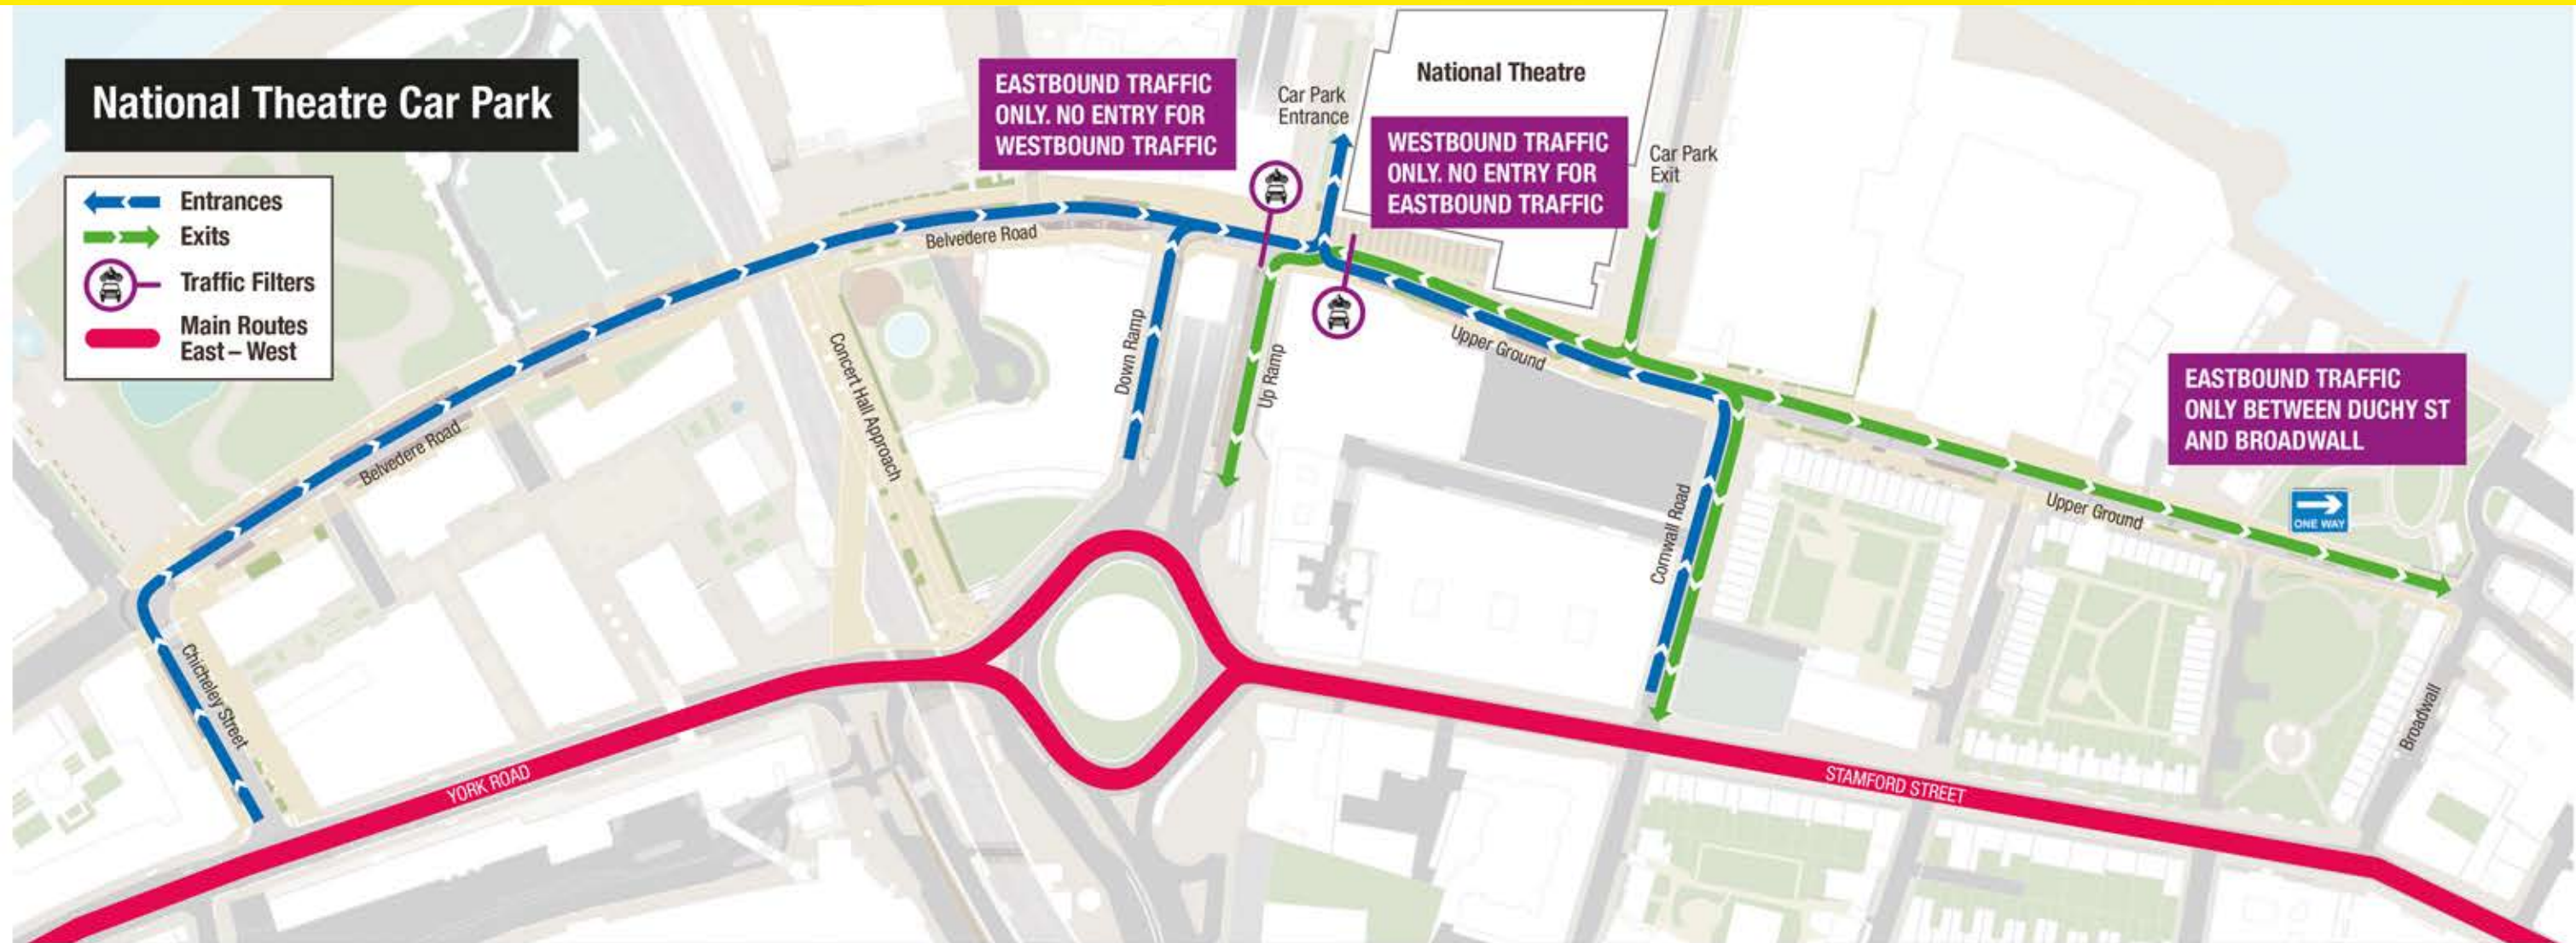 National Theatre Car Park
Entrances
Exits
Traffic Filters
Main Routes
East – West
EASTBOUND TRAFFIC
ONLY. NO ENTRY FOR
WESTBOUND TRAFFIC
Car Park
Entrance
National Theatre
WESTBOUND TRAFFIC
ONLY. NO ENTRY FOR
EASTBOUND TRAFFIC
Car Park
Exit
Belvedere Road
Belvedere Road
Concert Hall Approach
Down Ramp
Up Ramp
Upper Ground
EASTBOUND TRAFFIC
ONLY BETWEEN DUCHY ST
AND BROADWALL
ONE WAY
Upper Ground
Cornwall Road
Chicheley Street
Broadwall
YORK ROAD
STAMFORD STREET